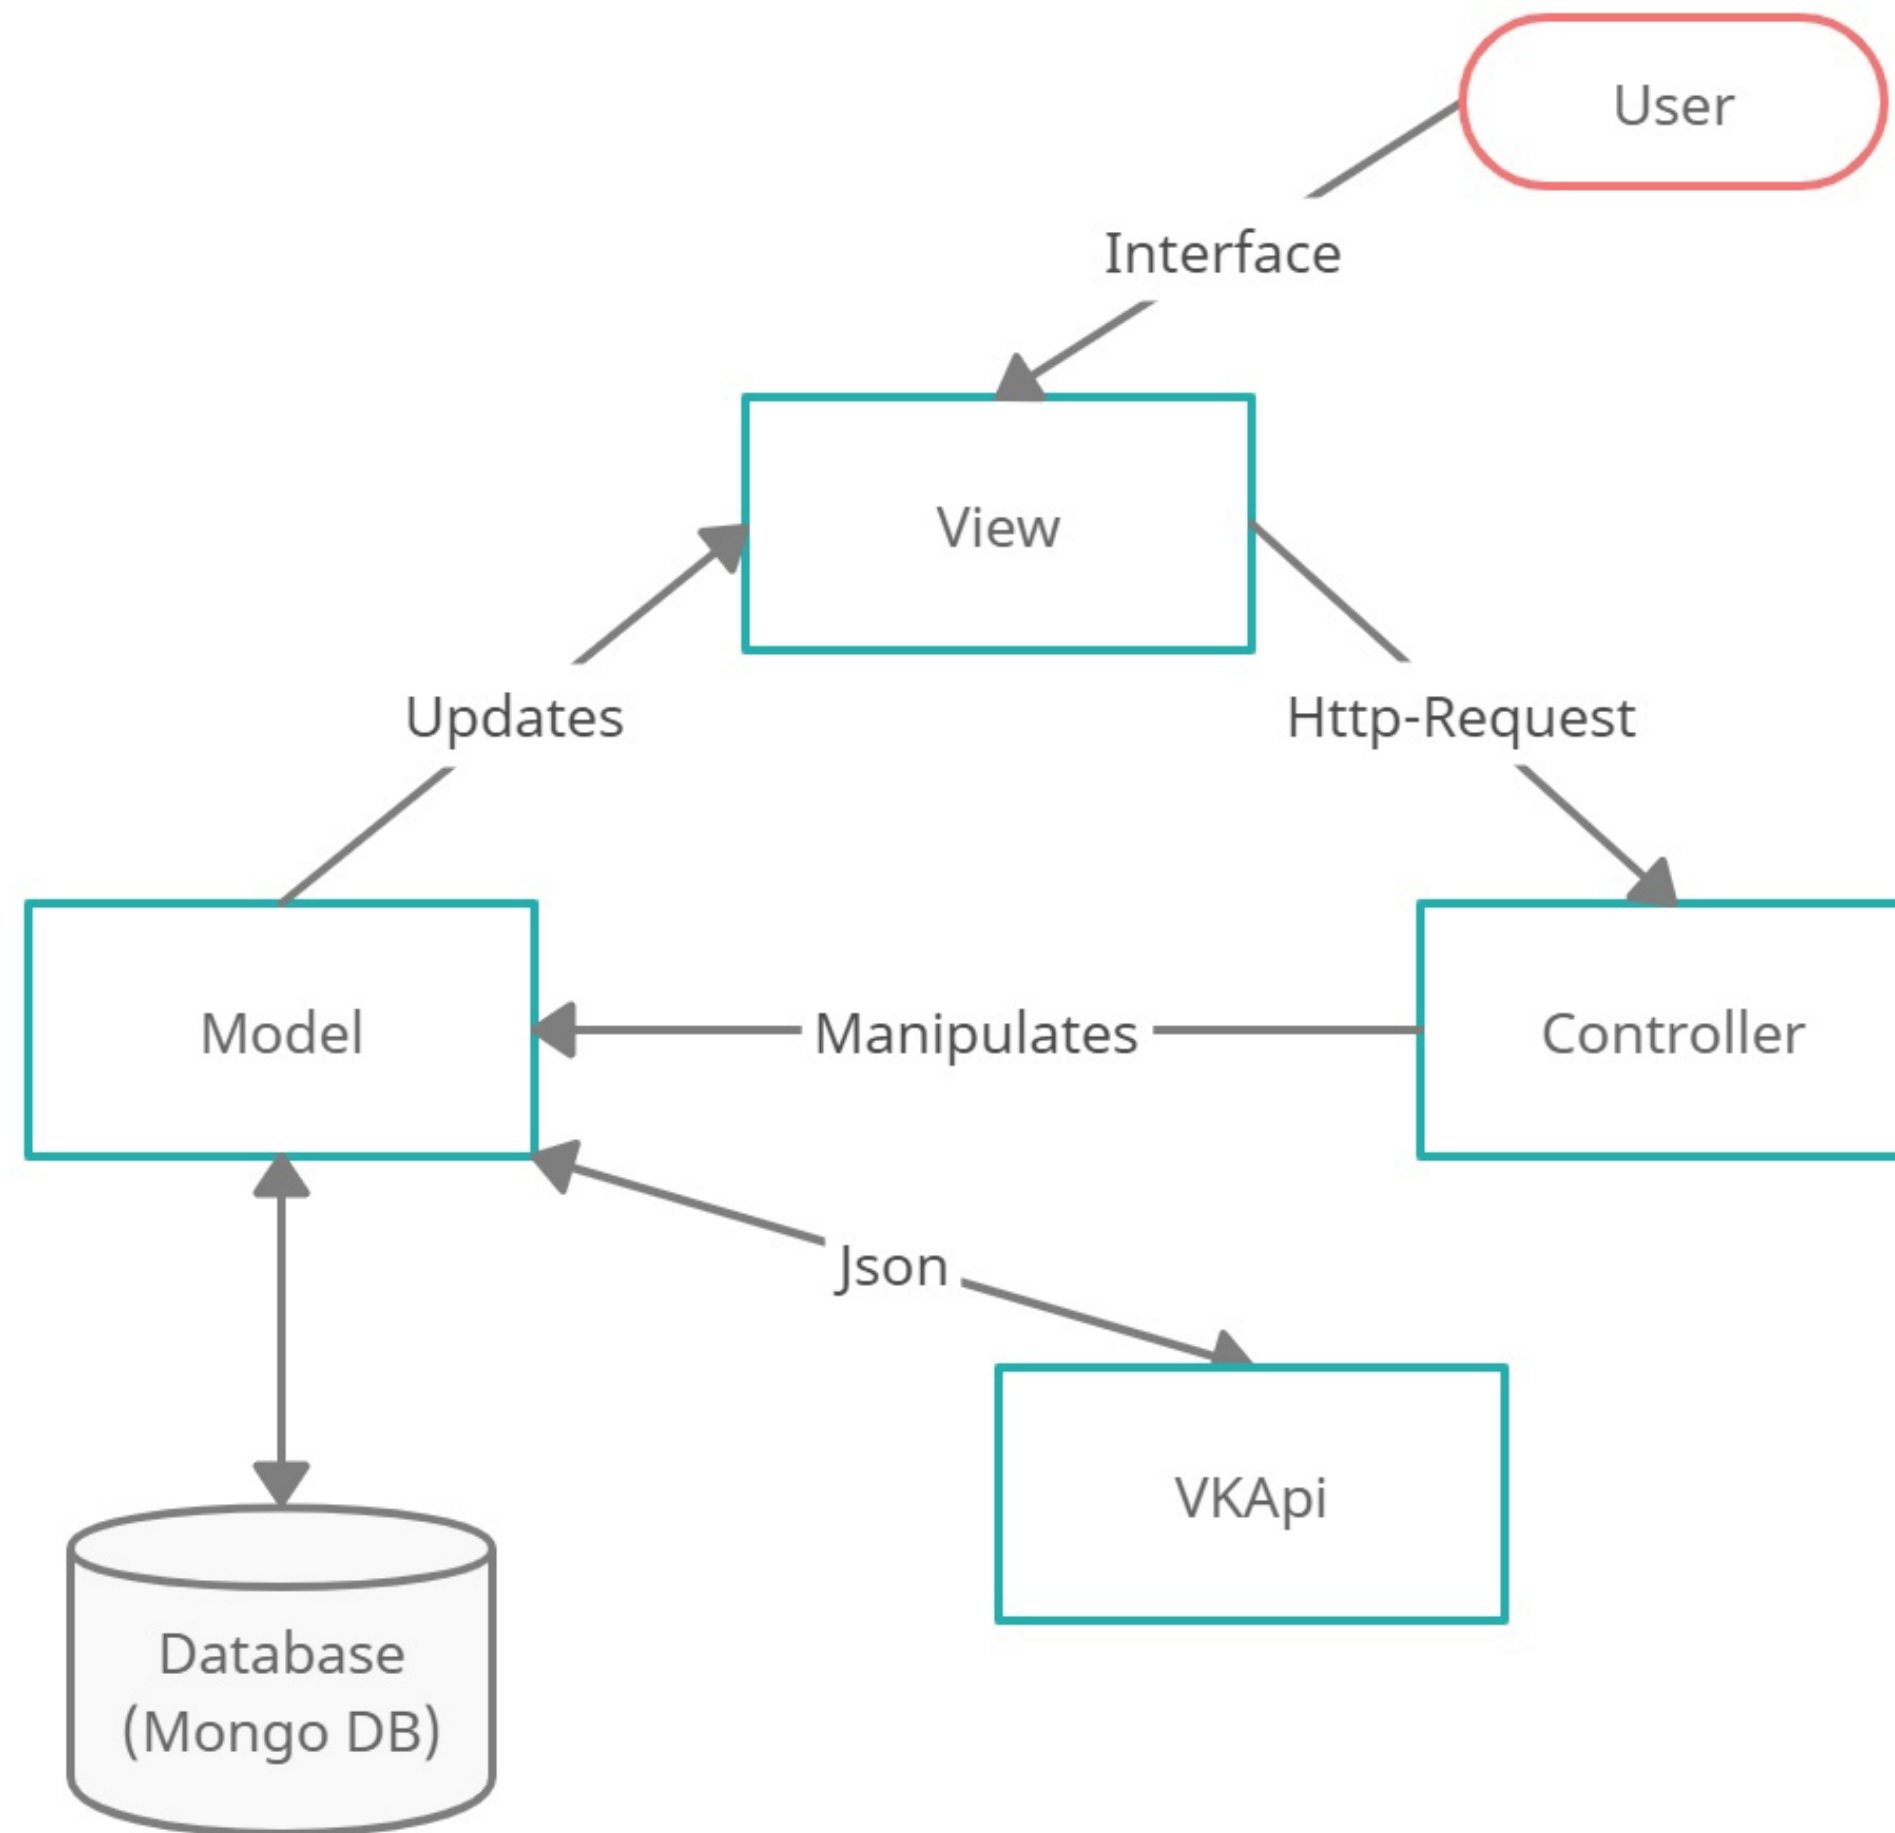 User
Interface
View
Updates
Http-Request
Model
Manipulates
Controller
Json
VKApi
Database
(Mongo DB)